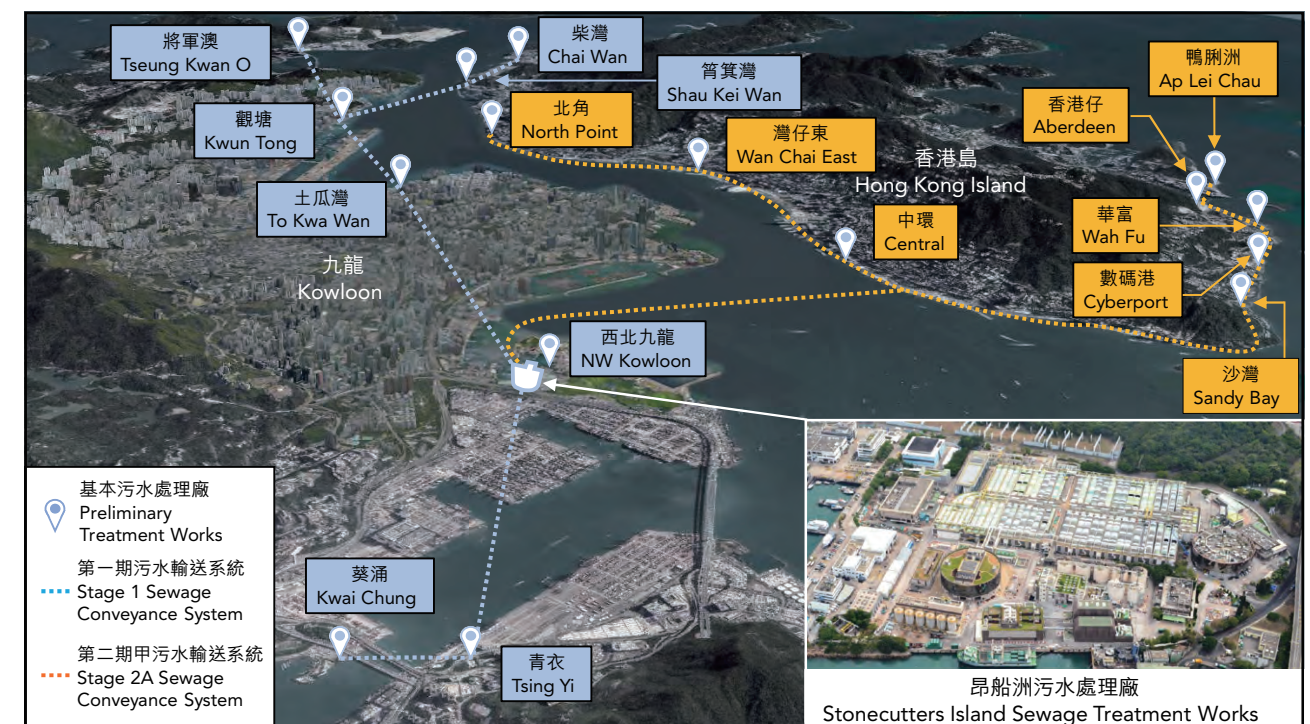 將軍澳
Tseung Kwan O
柴灣
Chai Wan
筲箕灣
Shau Kei Wan
鴨脷洲
Ap Lei Chau
觀塘
Kwun Tong
北角
North Point
灣仔東
Wan Chai East
香港仔
Aberdeen
香港島
Hong Kong Island
土瓜灣
To Kwa Wan
中環
Central
華富
Wah Fu
九龍
Kowloon
數碼港
Cyberport
西北九龍
NW Kowloon
沙灣
Sandy Bay
基本污水處理廠
Preliminary
Treatment Works
第一期污水輸送系統
Stage 1 Sewage
Conveyance System
第二期甲污水輸送系統
Stage 2A Sewage
Conveyance System
葵涌
Kwai Chung
青衣
Tsing Yi
昂船洲污水處理廠
Stonecutters Island Sewage Treatment Works